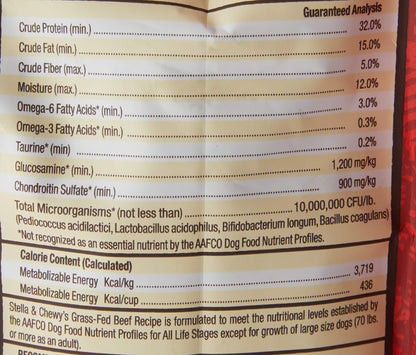 Guaranteed Analysis
Crude Protein (min.) 32.0%
Crude Fat (min.) 15.0%
Crude Fiber (max.) 5.0%
Moisture (max.) 12.0%
Omega-6 Fatty Acids* (min.) 3.0%
Omega-3 Fatty Acids* (min.) 0.3%
Taurine* (min) 0.2%
Glucosamine* (min.) 1,200 mg/kg
Chondroitin Sulfate* (min.) 900 mg/kg
Total Microorganisms* (not less than) 10,000,000 CFU/lb.
(Pediococcus acidilactici, Lactobacillus acidophilus, Bifidobacterium longum, Bacillus coagulans)
*Not recognized as an essential nutrient by the AAFCO Dog Food Nutrient Profiles.
Calorie Content (Calculated)
Metabolizable Energy Kcal/kg 3,719
Metabolizable Energy Kcal/cup 436
Stella & Chewy's Grass-Fed Beef Recipe is formulated to meet the nutritional levels established by
the AAFCO Dog Food Nutrient Profiles for All Life Stages except for growth of large size dogs (70 lbs.
or more as an adult).